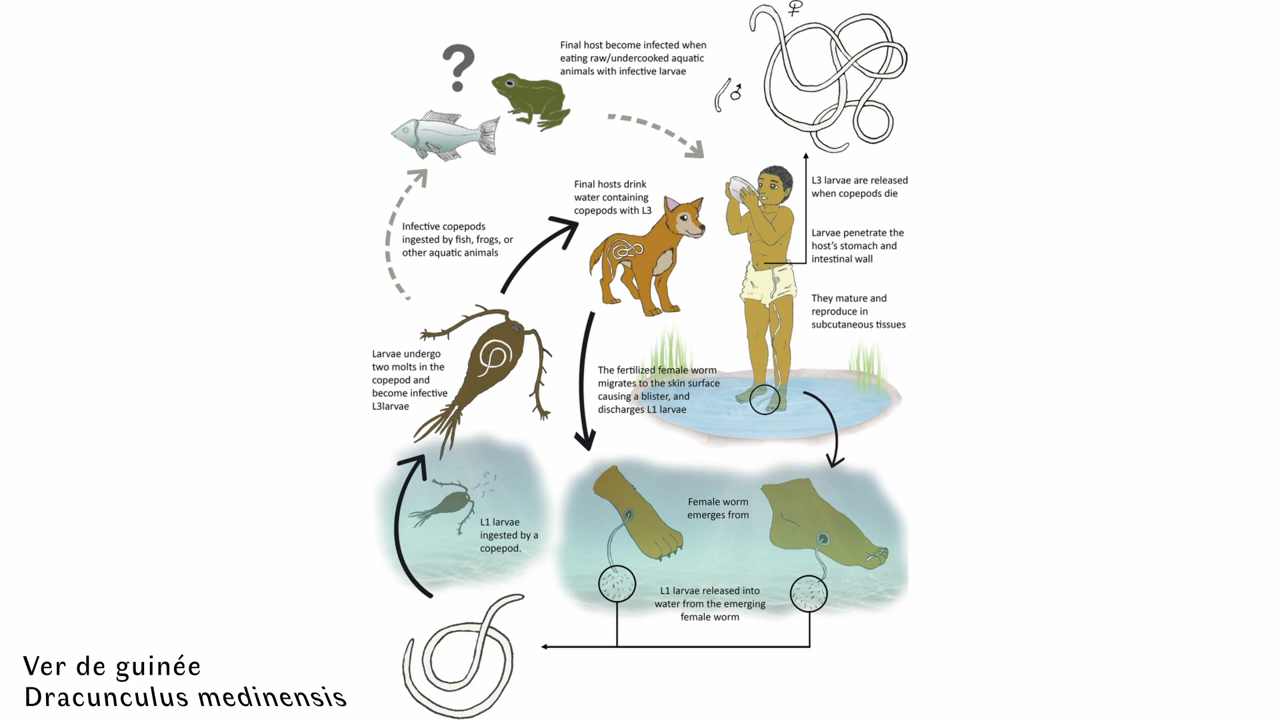 Final host become infected when
eating raw/undercooked aquatic
animals with infective larvae
?
♀
♂
Final hosts drink
water containing
copepods with L3
L3 larvae are released
when copepods die
Infective copepods
ingested by fish, frogs, or
other aquatic animals
Larvae penetrate the
host's stomach and
intestinal wall
They mature and
reproduce in
subcutaneous tissues
Larvae undergo
two molts in the
copepod and
become infective
L3larvae
The fertilized female worm
migrates to the skin surface
causing a blister, and
discharges L1 larvae
L1 larvae
ingested by a
copepod.
Female worm
emerges from
L1 larvae released into
water from the emerging
female worm
Ver de guinée
Dracunculus medinensis